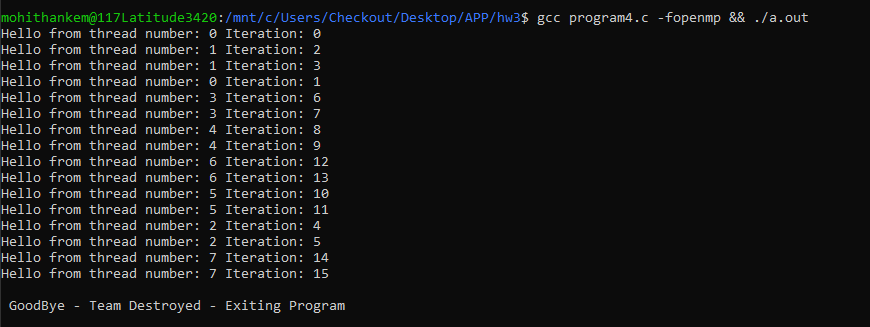 mohithankem@117Latitude3420:/mnt/c/Users/Checkout/Desktop/APP/hw3$ gcc program4.c -fopenmp && ./a.out
Hello from thread number: 0 Iteration: 0
Hello from thread number: 1 Iteration: 2
Hello from thread number: 1 Iteration: 3
Hello from thread number: 0 Iteration: 1
Hello from thread number: 3 Iteration: 6
Hello from thread number: 3 Iteration: 7
Hello from thread number: 4 Iteration: 8
Hello from thread number: 4 Iteration: 9
Hello from thread number: 6 Iteration: 12
Hello from thread number: 6 Iteration: 13
Hello from thread number: 5 Iteration: 10
Hello from thread number: 5 Iteration: 11
Hello from thread number: 2 Iteration: 4
Hello from thread number: 2 Iteration: 5
Hello from thread number: 7 Iteration: 14
Hello from thread number: 7 Iteration: 15
GoodBye - Team Destroyed - Exiting Program